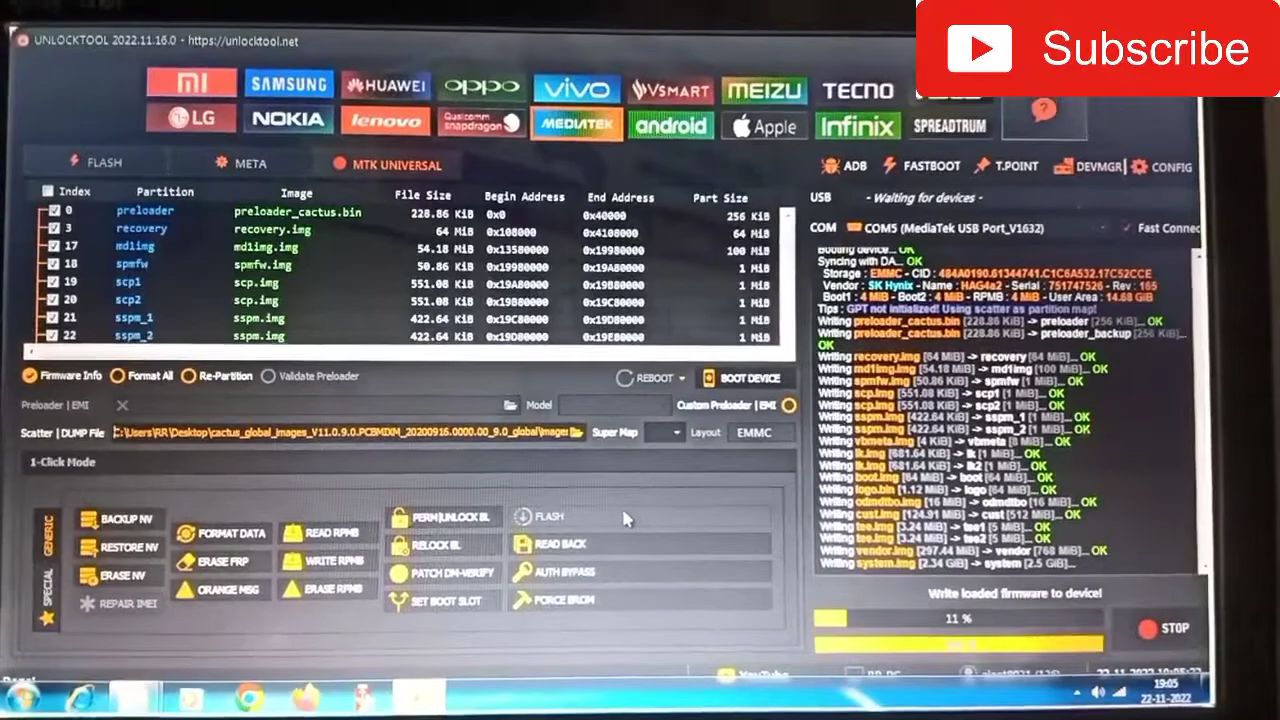 UNLOCKTOOL 2022.11.16.0 - https://unlocktool.net
Subscribe
mi SAMSUNG HUAWEI oppo vivo VSMART MEIZU TECNO
LG NOKIA lenovo Qualcomm snapdragon MEDIATEK android Apple Infinix SPREADTRUM ?
FLASH META MTK UNIVERSAL
ADB FASTBOOT T.POINT DEVMGR CONFIG
Index Partition Image File Size Begin Address End Address Part Size
0 preloader preloader_cactus.bin 228.86 KiB 0x0 0x40000 256 KiB
3 recovery recovery.img 64 MiB 0x108000 0x4108000 64 MiB
17 md1img md1img.img 54.18 MiB 0x13580000 0x19980000 100 MiB
18 spmfw spmfw.img 50.86 KiB 0x19980000 0x19A80000 1 MiB
19 scp1 scp.img 551.08 KiB 0x19A80000 0x19B80000 1 MiB
20 scp2 scp.img 551.08 KiB 0x19B80000 0x19C80000 1 MiB
21 sspm_1 sspm.img 422.64 KiB 0x19C80000 0x19D80000 1 MiB
22 sspm_2 sspm.img 422.64 KiB 0x19D80000 0x19E80000 1 MiB
Firmware Info Format All Re-Partition Validate Preloader REBOOT BOOT DEVICE
Preloader | EMI Model Custom Preloader | EMI
Scatter | DUMP File C:\Users\RR\Desktop\cactus_global_images_V11.0.9.0.PCBMIXM_20200916.0000.00_9.0_global\images Super Map Layout EMMC
1-Click Mode
GENERIC
SPECIAL
BACKUP NV
RESTORE NV
ERASE NV
REPAIR IMEI
FORMAT DATA
ERASE FRP
ORANGE MSG
READ RPMB
WRITE RPMB
ERASE RPMB
PERM|UNLOCK BL
RELOCK BL
PATCH DM-VERIFY
SET BOOT SLOT
FLASH
READ BACK
AUTH BYPASS
FORCE BROM
USB - Waiting for devices -
COM COM5 (MediaTek USB Port_V1632) Fast Connec
Booting device... OK
Syncing with DA... OK
Storage : EMMC - CID : 484A0190.61344741.C1C6A532.17C52CCE
Vendor : SK Hynix - Name : HAG4a2 - Serial : 751747526 - Rev : 165
Boot1 : 4 MiB - Boot2 : 4 MiB - RPMB : 4 MiB - User Area : 14.68 GiB
Tips : GPT not initialized! Using scatter as partition map!
Writing preloader_cactus.bin [228.86 KiB] -> preloader [256 KiB]... OK
Writing preloader_cactus.bin [228.86 KiB] -> preloader_backup [256 KiB]...
OK
Writing recovery.img [64 MiB] -> recovery [64 MiB]... OK
Writing md1img.img [54.18 MiB] -> md1img [100 MiB]... OK
Writing spmfw.img [50.86 KiB] -> spmfw [1 MiB]... OK
Writing scp.img [551.08 KiB] -> scp1 [1 MiB]... OK
Writing scp.img [551.08 KiB] -> scp2 [1 MiB]... OK
Writing sspm.img [422.64 KiB] -> sspm_1 [1 MiB]... OK
Writing sspm.img [422.64 KiB] -> sspm_2 [1 MiB]... OK
Writing vbmeta.img [4 KiB] -> vbmeta [8 MiB]... OK
Writing lk.img [681.64 KiB] -> lk [1 MiB]... OK
Writing lk.img [681.64 KiB] -> lk2 [1 MiB]... OK
Writing boot.img [64 MiB] -> boot [64 MiB]... OK
Writing logo.bin [1.12 MiB] -> logo [64 MiB]... OK
Writing odmdtbo.img [16 MiB] -> odmdtbo [16 MiB]... OK
Writing cust.img [124.91 MiB] -> cust [512 MiB]... OK
Writing tee.img [3.24 MiB] -> tee1 [5 MiB]... OK
Writing tee.img [3.24 MiB] -> tee2 [5 MiB]... OK
Writing vendor.img [297.44 MiB] -> vendor [768 MiB]... OK
Writing system.img [2.34 GiB] -> system [2.5 GiB]...
Write loaded firmware to device!
11 %
STOP
YouTube RR-PC 22-11-2022 19:05:22
19:05
22-11-2022